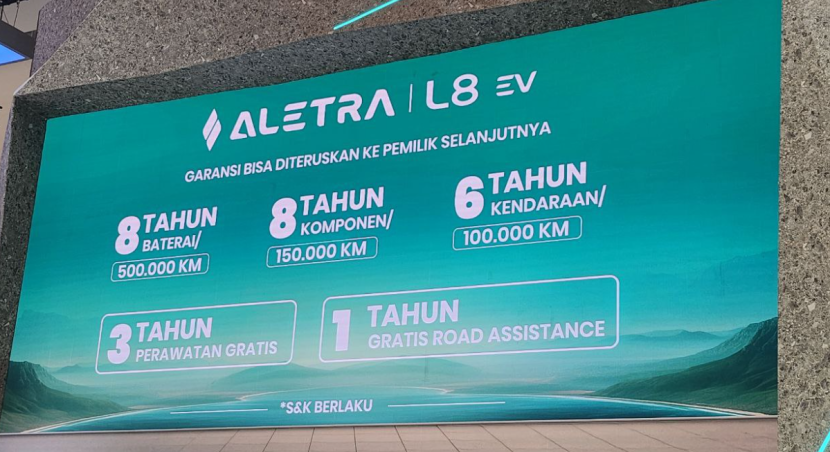 ALETRA | L8 EV
GARANSI BISA DITERUSKAN KE PEMILIK SELANJUTNYA
8 TAHUN
BATERAI/
500.000 KM
8 TAHUN
KOMPONEN/
150.000 KM
6 TAHUN
KENDARAAN/
100.000 KM
3 TAHUN
PERAWATAN GRATIS
1 TAHUN
GRATIS ROAD ASSISTANCE
*S&K BERLAKU